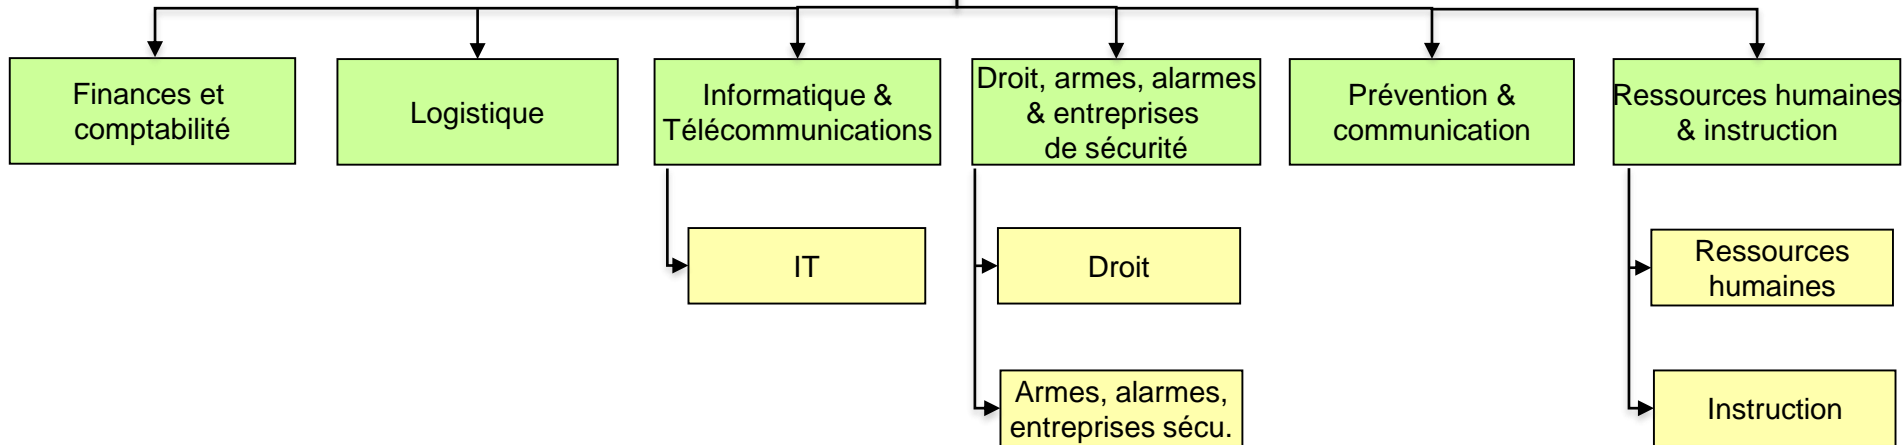 Finances et
comptabilité
Logistique
Informatique &
Télécommunications
Droit, armes, alarmes
& entreprises
de sécurité
Prévention &
communication
Ressources humaines
& instruction
IT
Droit
Ressources
humaines
Armes, alarmes,
entreprises sécu.
Instruction